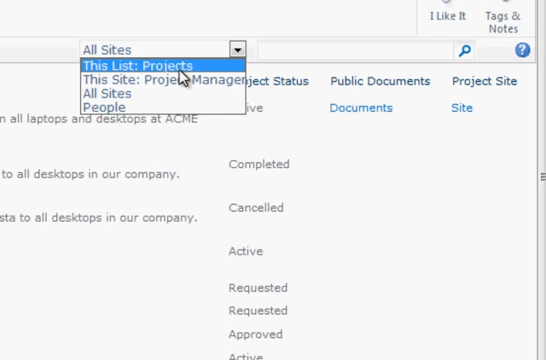 I Like It
Tags &
Notes
All Sites
This List: Projects
This Site: Project Manager
All Sites
People
ject Status
Public Documents
Project Site
n all laptops and desktops at ACME
ive
Documents
Site
Completed
to all desktops in our company.
Cancelled
sta to all desktops in our company.
Active
Requested
Requested
Approved
Active